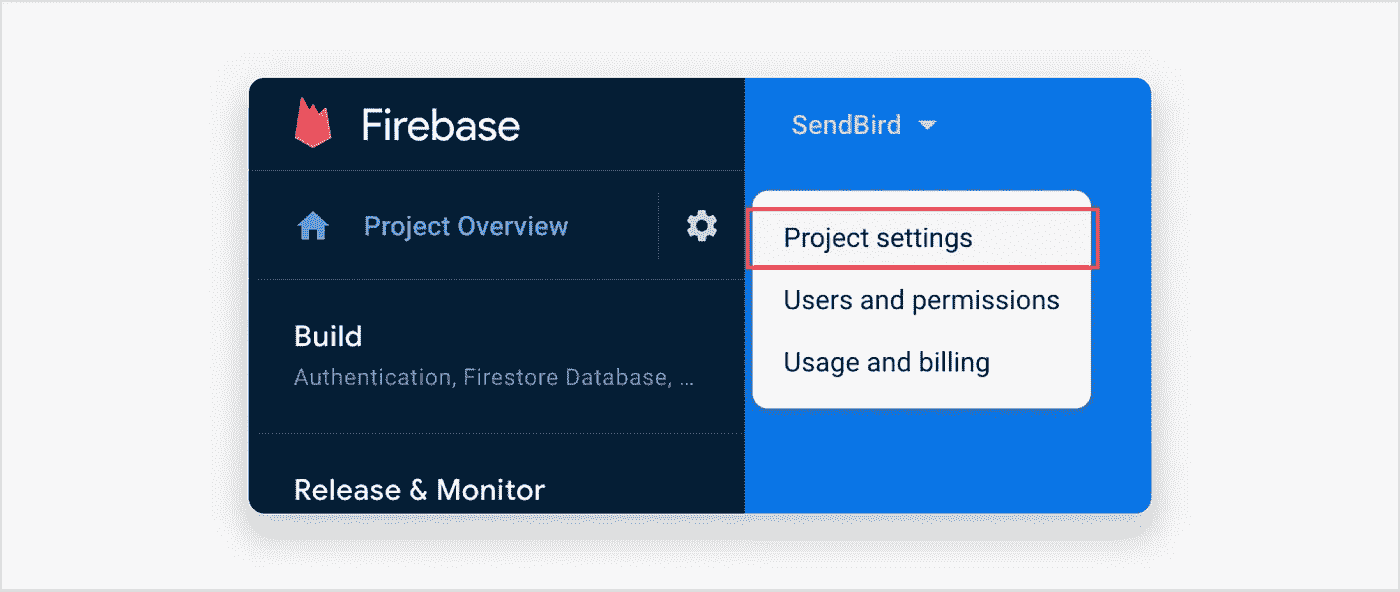 Firebase
SendBird
Project Overview
Project settings
Users and permissions
Usage and billing
Build
Authentication, Firestore Database, ...
Release & Monitor